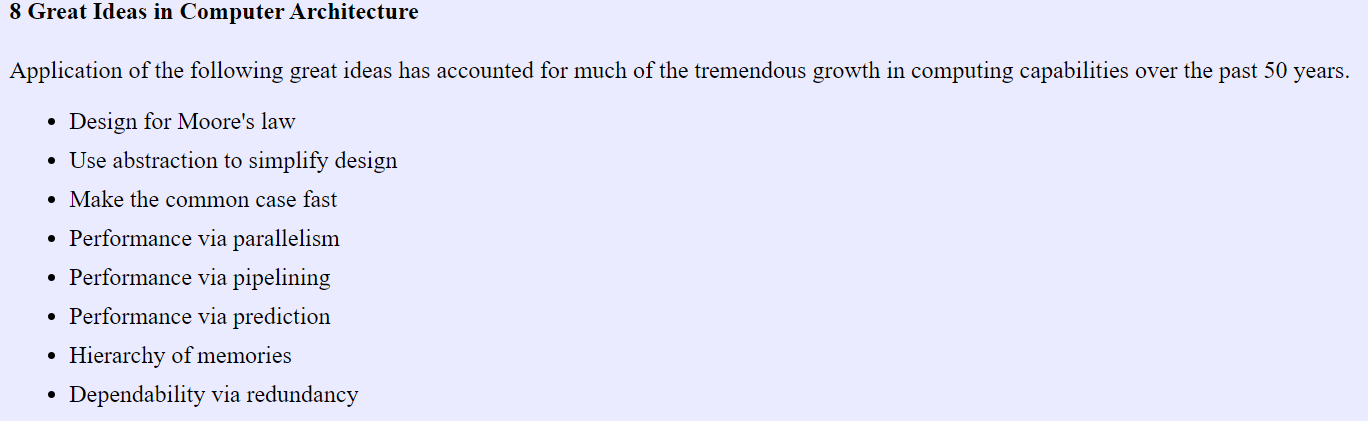 8 Great Ideas in Computer Architecture
Application of the following great ideas has accounted for much of the tremendous growth in computing capabilities over the past 50 years.
• Design for Moore's law
• Use abstraction to simplify design
• Make the common case fast
• Performance via parallelism
• Performance via pipelining
• Performance via prediction
• Hierarchy of memories
• Dependability via redundancy